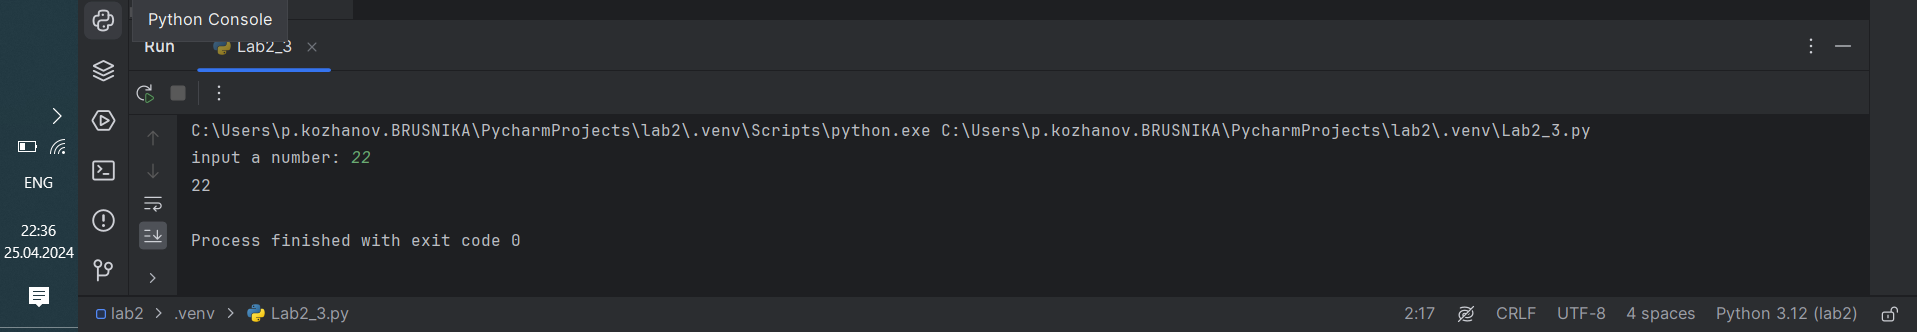 Python Console
Run
Lab2_3
C:\Users\p.kozhanov.BRUSNIKA\PycharmProjects\lab2\.venv\Scripts\python.exe C:\Users\p.kozhanov.BRUSNIKA\PycharmProjects\lab2\.venv\Lab2_3.py
input a number: 22
22
Process finished with exit code 0
ENG
22:36
25.04.2024
lab2 > .venv > Lab2_3.py
2:17 CRLF UTF-8 4 spaces Python 3.12 (lab2)